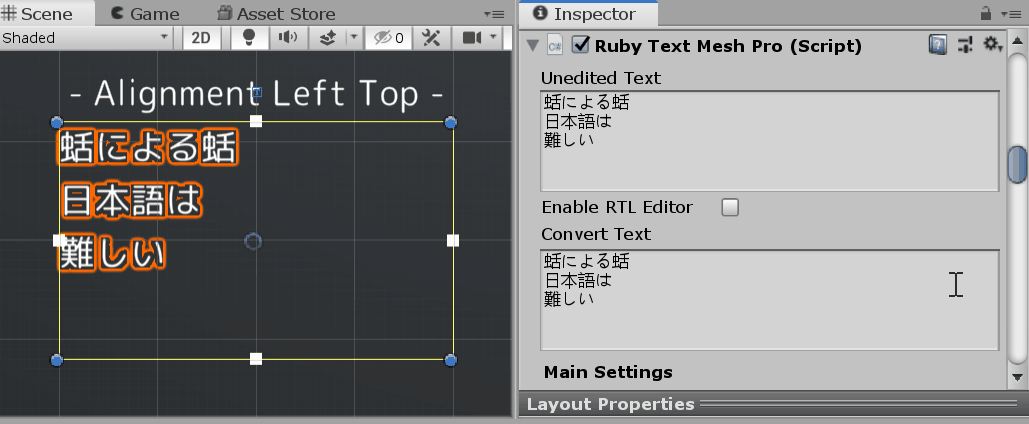 Scene
Game
Asset Store
Shaded
2D
0
- Alignment Left Top -
蛞による蛞
日本語は
難しい
Inspector
Ruby Text Mesh Pro (Script)
Unedited Text
蛞による蛞
日本語は
難しい
Enable RTL Editor
Convert Text
蛞による蛞
日本語は
難しい
Main Settings
Layout Properties